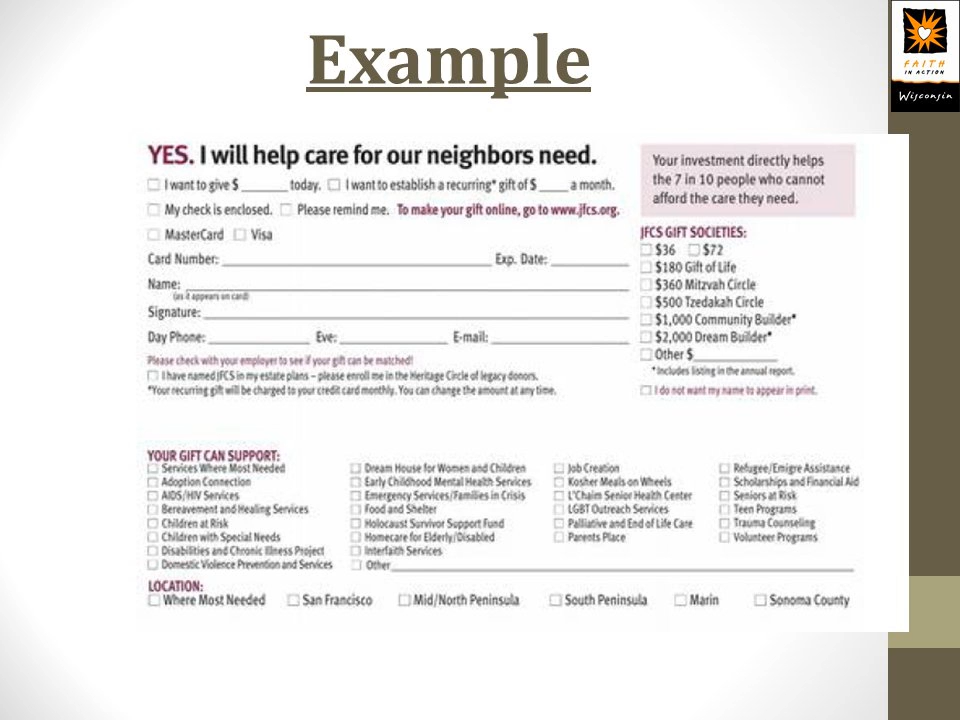 Example
FAITH
IN ACTION
Wisconsin
YES. I will help care for our neighbors need.
☐ I want to give $ ______ today. ☐ I want to establish a recurring* gift of $ ____ a month.
☐ My check is enclosed. ☐ Please remind me. To make your gift online, go to www.jfcs.org.
☐ MasterCard ☐ Visa
Card Number: ______ Exp. Date: ______
Name: ______
(as it appears on card)
Signature: ______
Day Phone: ______ Eve: ______ E-mail: ______
Please check with your employer to see if your gift can be matched!
☐ I have named JFCS in my estate plans – please enroll me in the Heritage Circle of legacy donors.
*Your recurring gift will be charged to your credit card monthly. You can change the amount at any time.
Your investment directly helps
the 7 in 10 people who cannot
afford the care they need.
JFCS GIFT SOCIETIES:
☐ $36 ☐ $72
☐ $180 Gift of Life
☐ $360 Mitzvah Circle
☐ $500 Tzedakah Circle
☐ $1,000 Community Builder*
☐ $2,000 Dream Builder*
☐ Other $______
*Includes listing in the annual report.
☐ I do not want my name to appear in print.
YOUR GIFT CAN SUPPORT:
☐ Services Where Most Needed
☐ Adoption Connection
☐ AIDS/HIV Services
☐ Bereavement and Healing Services
☐ Children at Risk
☐ Children with Special Needs
☐ Disabilities and Chronic Illness Project
☐ Domestic Violence Prevention and Services
☐ Dream House for Women and Children
☐ Early Childhood Mental Health Services
☐ Emergency Services/Families in Crisis
☐ Food and Shelter
☐ Holocaust Survivor Support Fund
☐ Homecare for Elderly/Disabled
☐ Interfaith Services
☐ Other______
☐ Job Creation
☐ Kosher Meals on Wheels
☐ L'Chaim Senior Health Center
☐ LGBT Outreach Services
☐ Palliative and End of Life Care
☐ Parents Place
☐ Refugee/Emigre Assistance
☐ Scholarships and Financial Aid
☐ Seniors at Risk
☐ Teen Programs
☐ Trauma Counseling
☐ Volunteer Programs
LOCATION:
☐ Where Most Needed ☐ San Francisco ☐ Mid/North Peninsula ☐ South Peninsula ☐ Marin ☐ Sonoma County